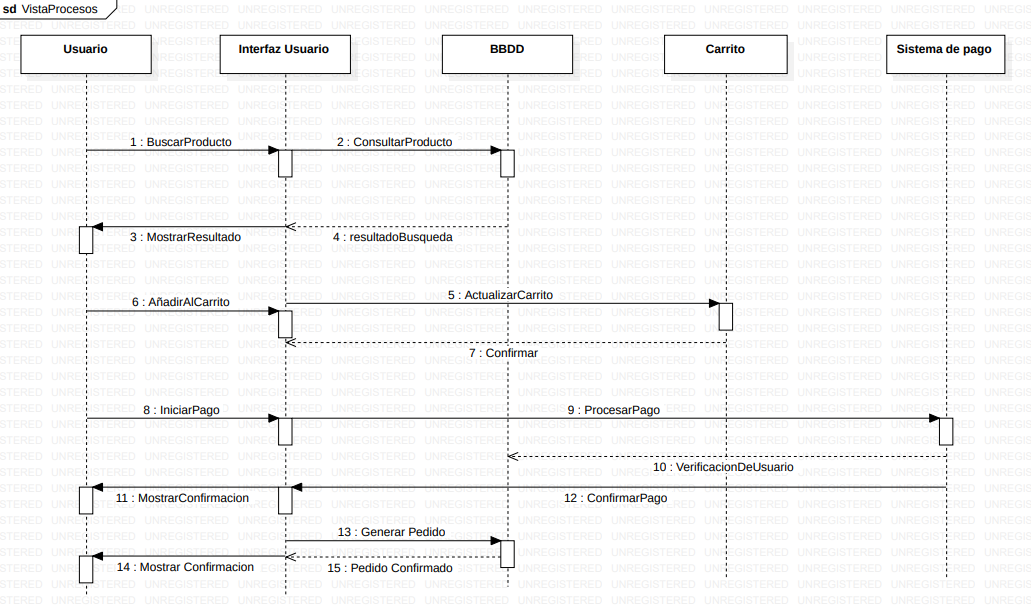 sd VistaProcesos
Usuario
Interfaz Usuario
BBDD
Carrito
Sistema de pago
1 : BuscarProducto
2 : ConsultarProducto
3 : MostrarResultado
4 : resultadoBusqueda
5 : ActualizarCarrito
6 : AñadirAlCarrito
7 : Confirmar
8 : IniciarPago
9 : ProcesarPago
10 : VerificacionDeUsuario
11 : MostrarConfirmacion
12 : ConfirmarPago
13 : Generar Pedido
14 : Mostrar Confirmacion
15 : Pedido Confirmado
UNREGISTERED